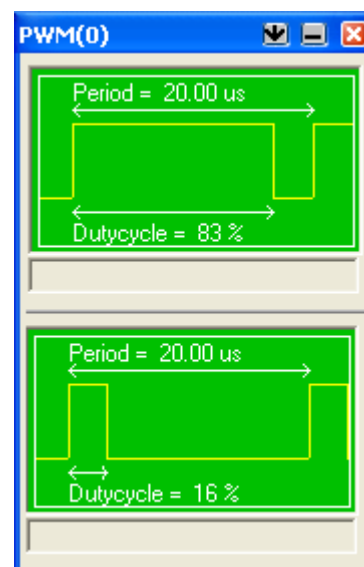 PWM(0)
Period = 20.00 us
Dutycycle = 83 %
Period = 20.00 us
Dutycycle = 16 %